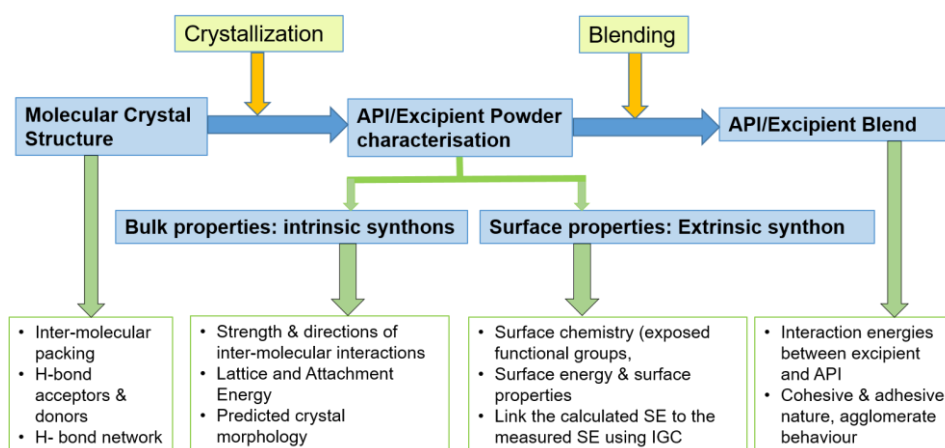 Crystallization
Blending
Molecular Crystal
Structure
API/Excipient Powder
characterisation
API/Excipient Blend
Bulk properties: intrinsic synthons
Surface properties: Extrinsic synthon
• Inter-molecular
packing
• H-bond
acceptors &
donors
• H- bond network
• Strength & directions of
inter-molecular interactions
• Lattice and Attachment
Energy
• Predicted crystal
morphology
• Surface chemistry (exposed
functional groups,
• Surface energy & surface
properties
• Link the calculated SE to the
measured SE using IGC
• Interaction energies
between excipient
and API
• Cohesive & adhesive
nature, agglomerate
behaviour